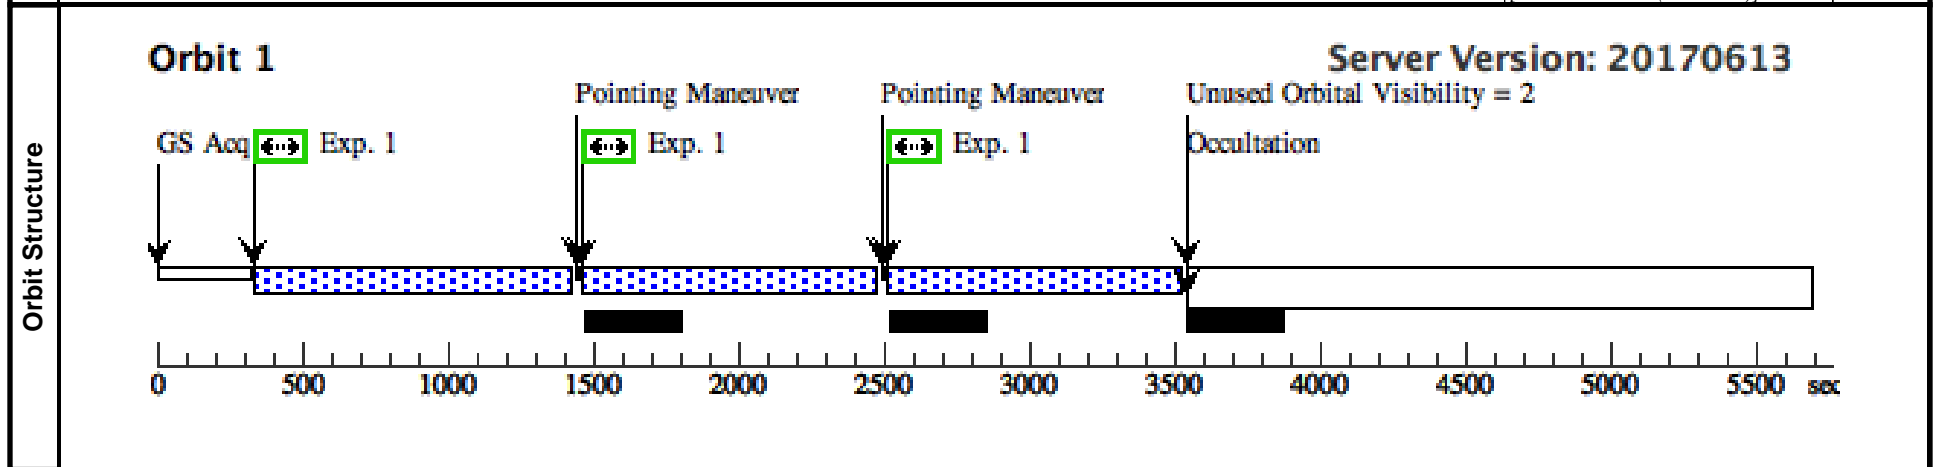 Orbit Structure
Orbit 1
Server Version: 20170613
Pointing Maneuver
Pointing Maneuver
Unused Orbital Visibility = 2
GS Acq
Exp. 1
Exp. 1
Exp. 1
Occultation
0 500 1000 1500 2000 2500 3000 3500 4000 4500 5000 5500 sec